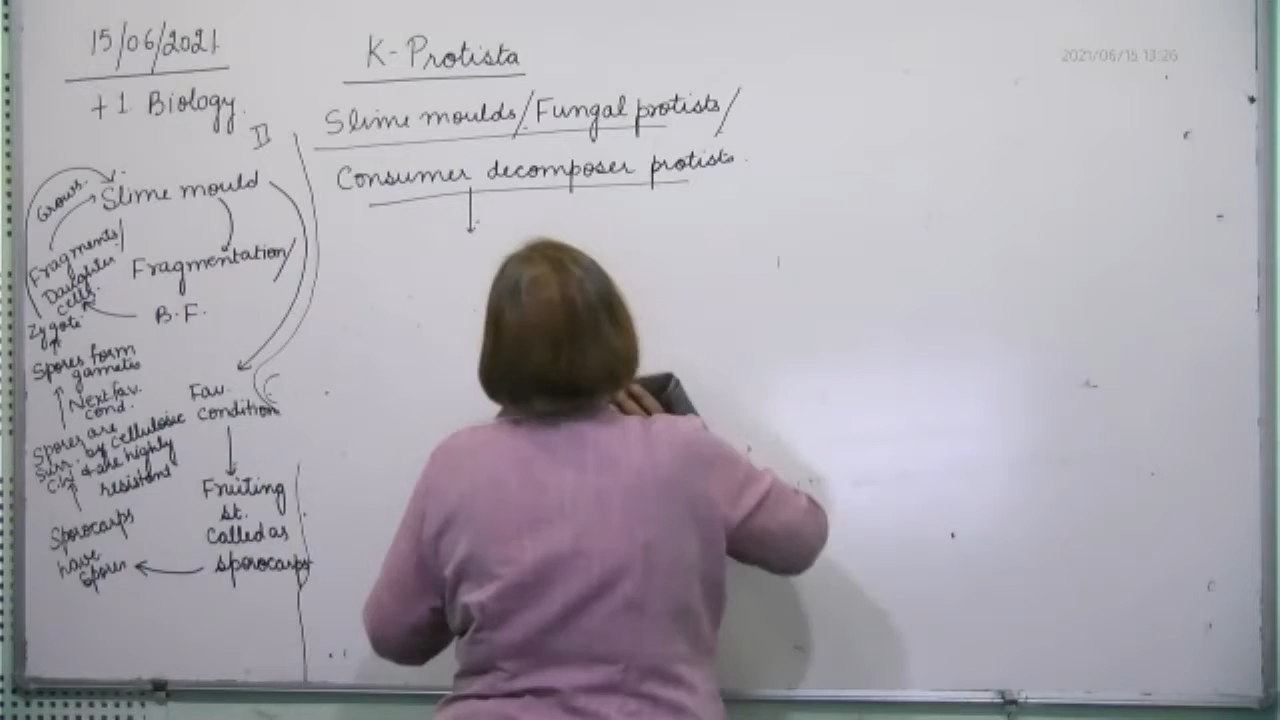 15/06/2021
+1 Biology
II
K-Protista
Slime moulds/Fungal protists/
Consumer decomposer protists.
2021/06/15 13:26
Slime mould
Growth
Fragmentation/
B.F.
Fragments/
Daughter
cells.
Zygote
Spores form
gametes
Next fav.
cond.
Spores are
Surr. by cellulosic
C.W & are highly
resistant
Sporocarps
have
Spores
Fav.
condition
Fruiting
st.
Called as
sporocarps